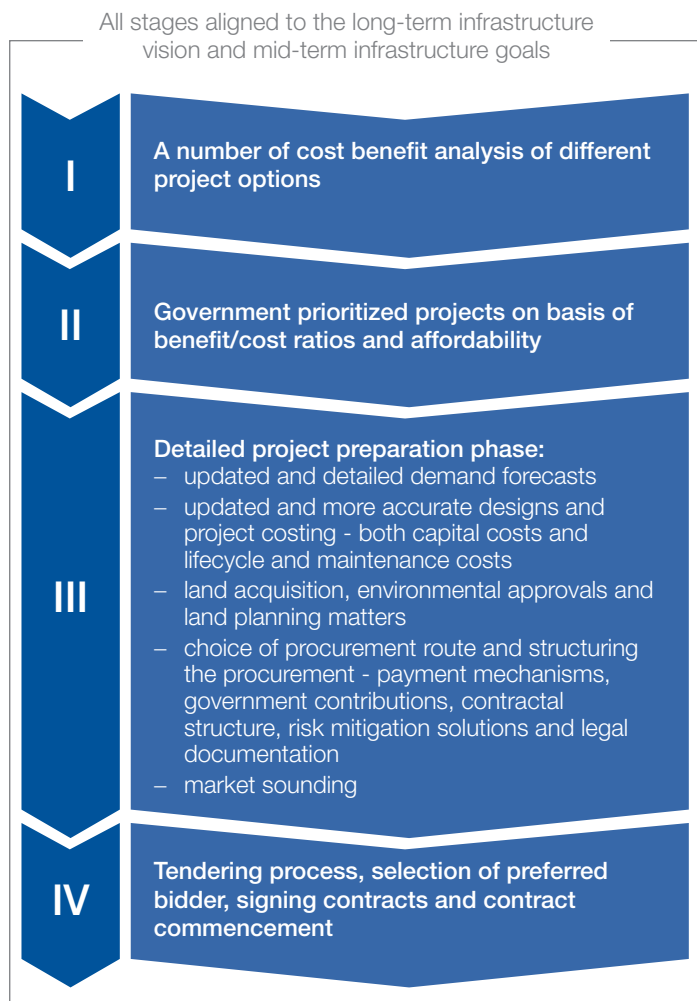 All stages aligned to the long-term infrastructure
vision and mid-term infrastructure goals
I
A number of cost benefit analysis of different
project options
II
Government prioritized projects on basis of
benefit/cost ratios and affordability
III
Detailed project preparation phase:
– updated and detailed demand forecasts
– updated and more accurate designs and
project costing - both capital costs and
lifecycle and maintenance costs
– land acquisition, environmental approvals and
land planning matters
– choice of procurement route and structuring
the procurement - payment mechanisms,
government contributions, contractal
structure, risk mitigation solutions and legal
documentation
– market sounding
IV
Tendering process, selection of preferred
bidder, signing contracts and contract
commencement